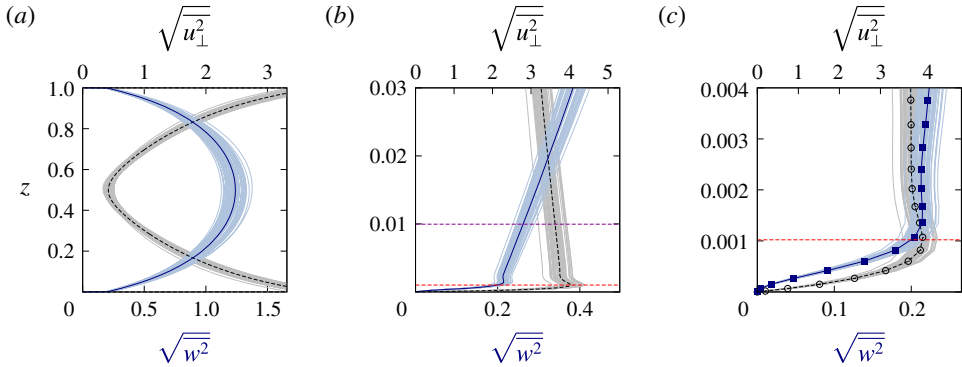 (a) (b) (c)
√u⊥² √u⊥² √u⊥²
0 1 2 3 0 1 2 3 4 5 0 1 2 3 4
1.0 0.8 0.6 0.4 0.2
z
0 0.5 1.0 1.5
√w²
0.03 0.02 0.01
0 0.2 0.4
√w²
0.004 0.003 0.002 0.001
0 0.1 0.2
√w²